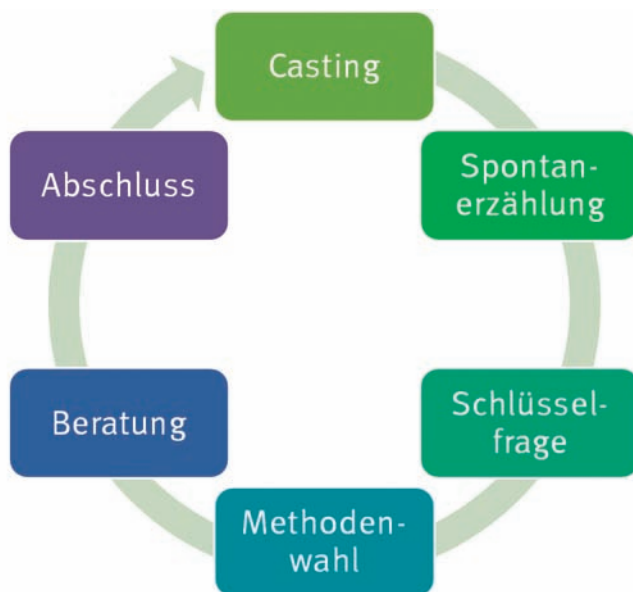 Casting
Spontan-
erzählung
Schlüssel-
frage
Methoden-
wahl
Beratung
Abschluss